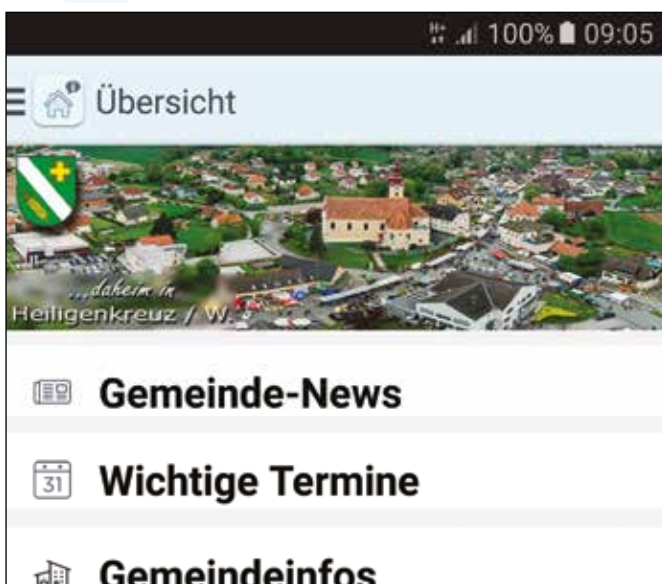 H+ 100% 09:05
Übersicht
...daheim in
Heiligenkreuz / W.
Gemeinde-News
31 Wichtige Termine
Gemeindeinfos